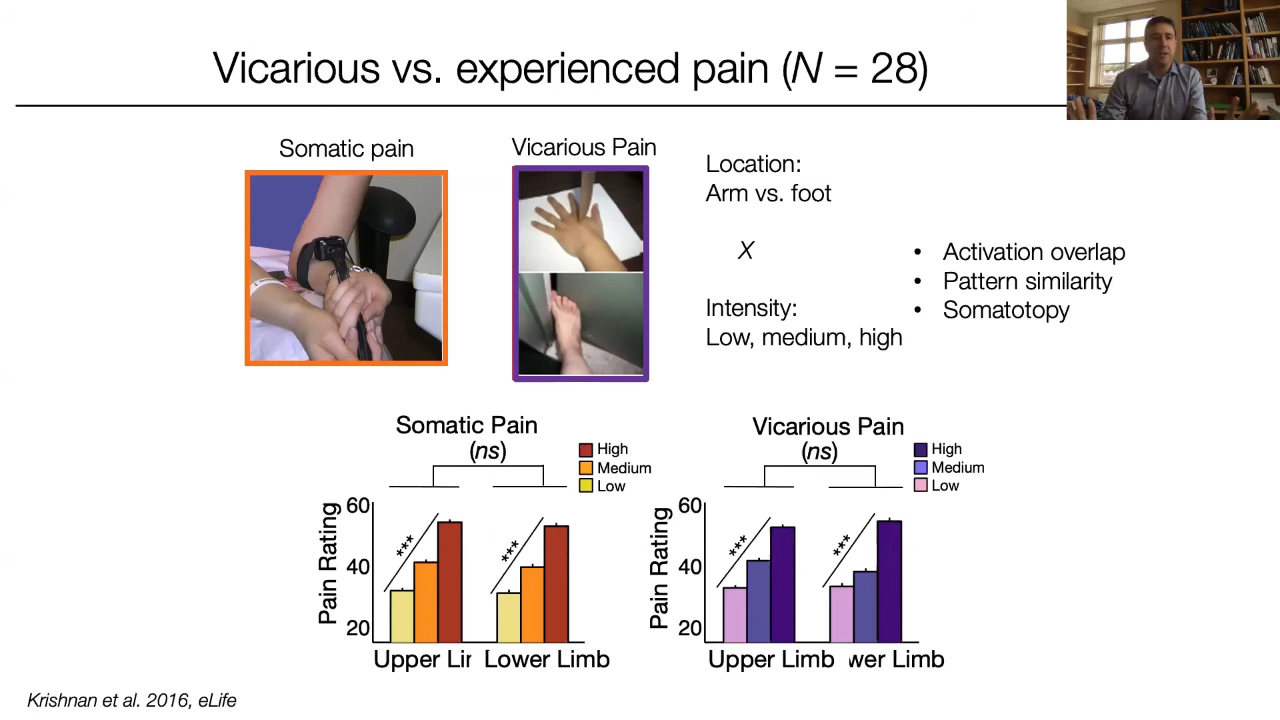 Vicarious vs. experienced pain (N = 28)
Somatic pain
Vicarious Pain
Location:
Arm vs. foot
X
Intensity:
Low, medium, high
• Activation overlap
• Pattern similarity
• Somatotopy
Somatic Pain
(ns)
High
Medium
Low
60
40
20
Pain Rating
***
***
Upper Lir
Lower Limb
Vicarious Pain
(ns)
High
Medium
Low
60
40
20
Pain Rating
***
***
Upper Limb
wer Limb
Krishnan et al. 2016, eLife